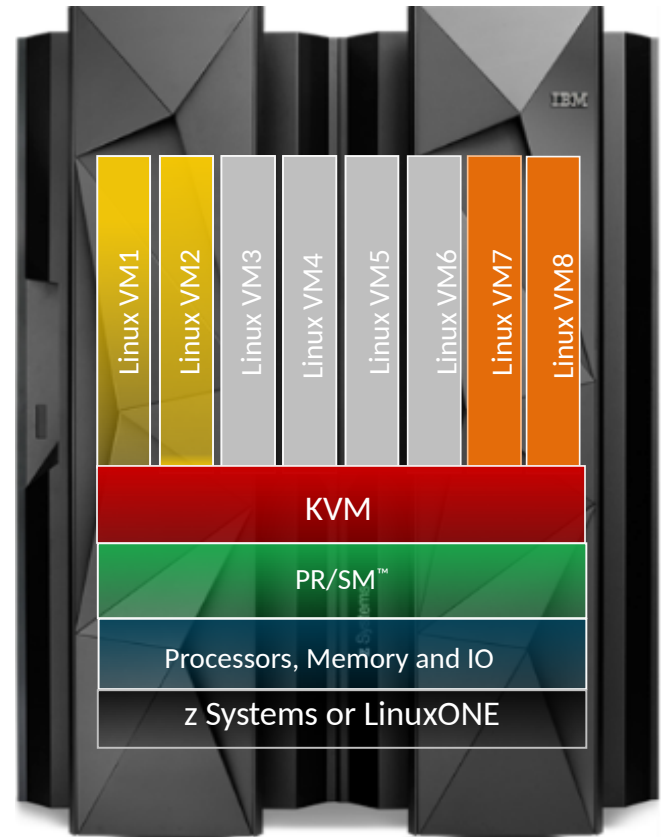 IBM
Linux VM1
Linux VM2
Linux VM3
Linux VM4
Linux VM5
Linux VM6
Linux VM7
Linux VM8
KVM
PR/SM™
z Systems
Processors, Memory and IO
z Systems or LinuxONE